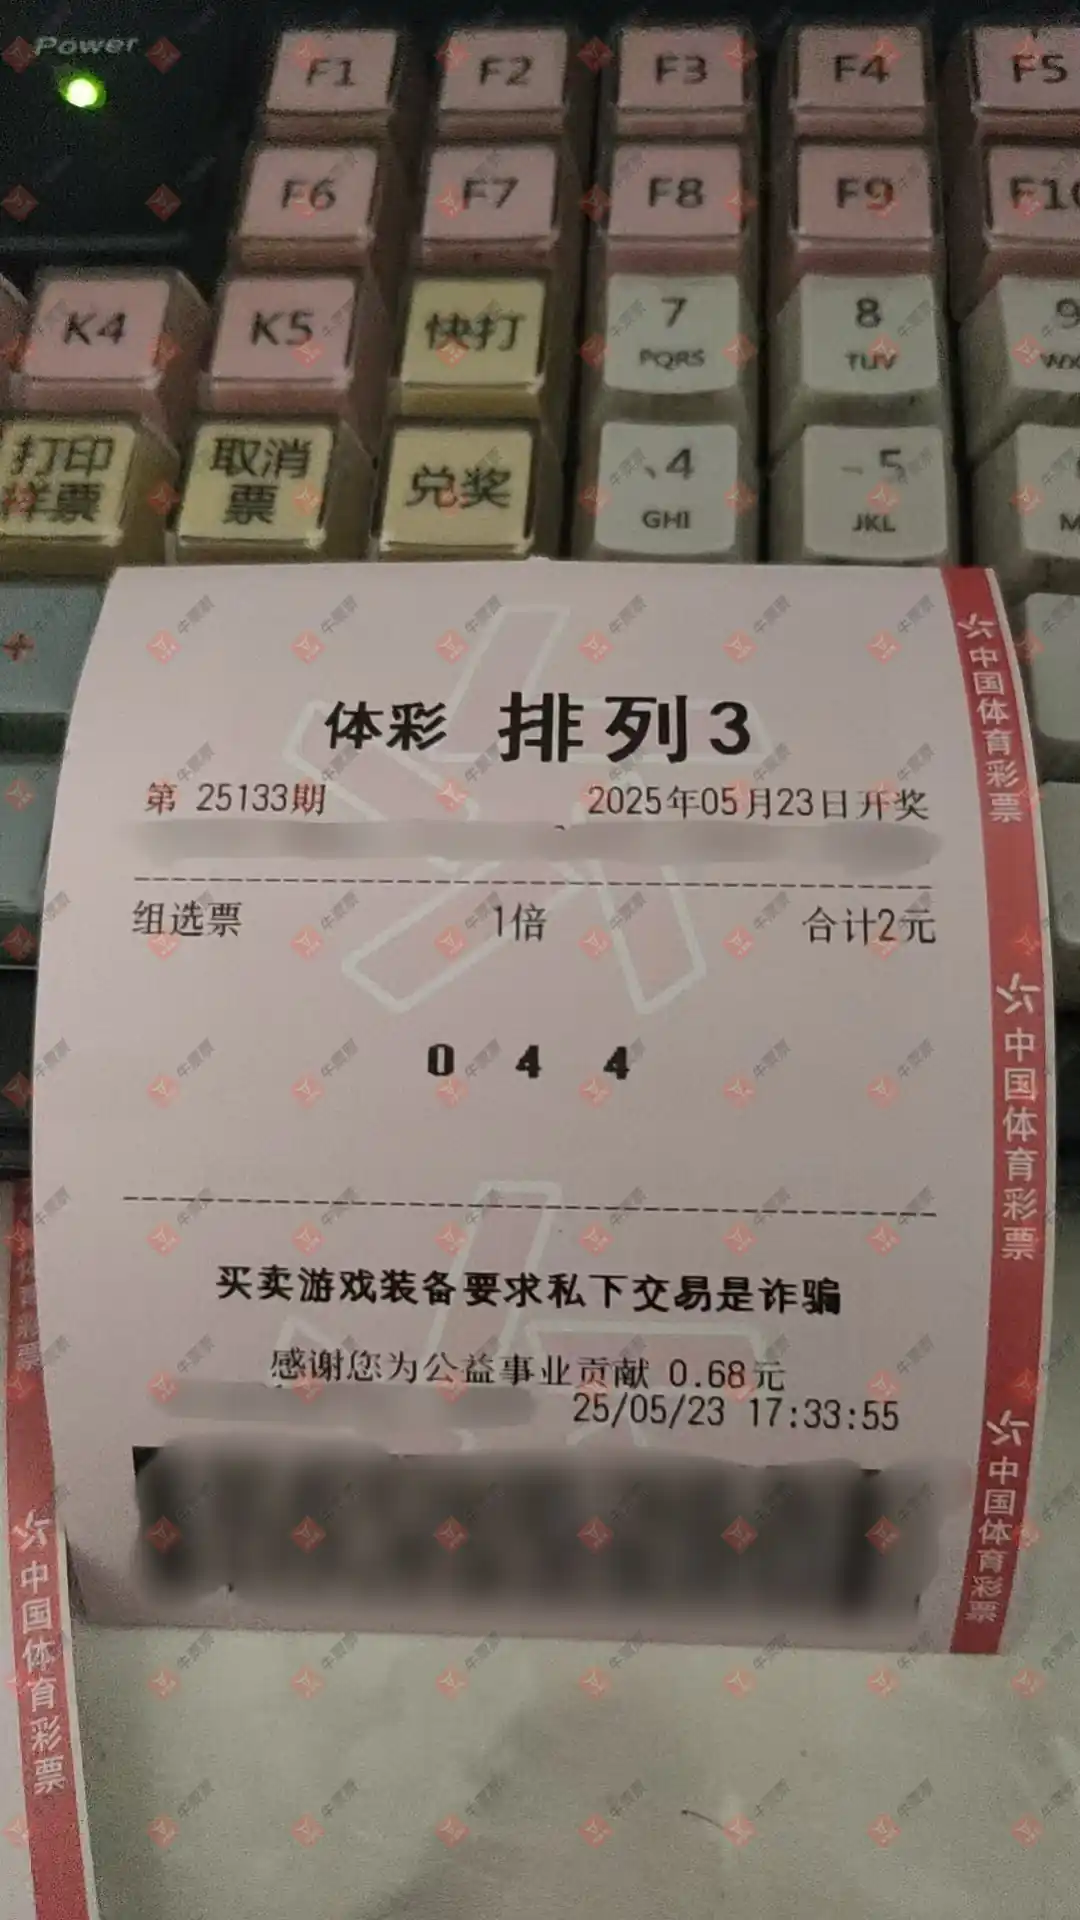 Power
F1 F2 F3 F4 F5
F6 F7 F8 F9 F10
K4 K5 快打 7 8 9
PQRS TUV
打印样票 取消票 兑奖 4 5
GHI JKL
体彩 排列3
第 25133期 2025年05月23日开奖
组选票 1倍 合计2元
0 4 4
买卖游戏装备要求私下交易是诈骗
感谢您为公益事业贡献 0.68元
25/05/23 17:33:55
中国体育彩票
中国体育彩票
中国体育彩票
中国体育彩票
牛票票